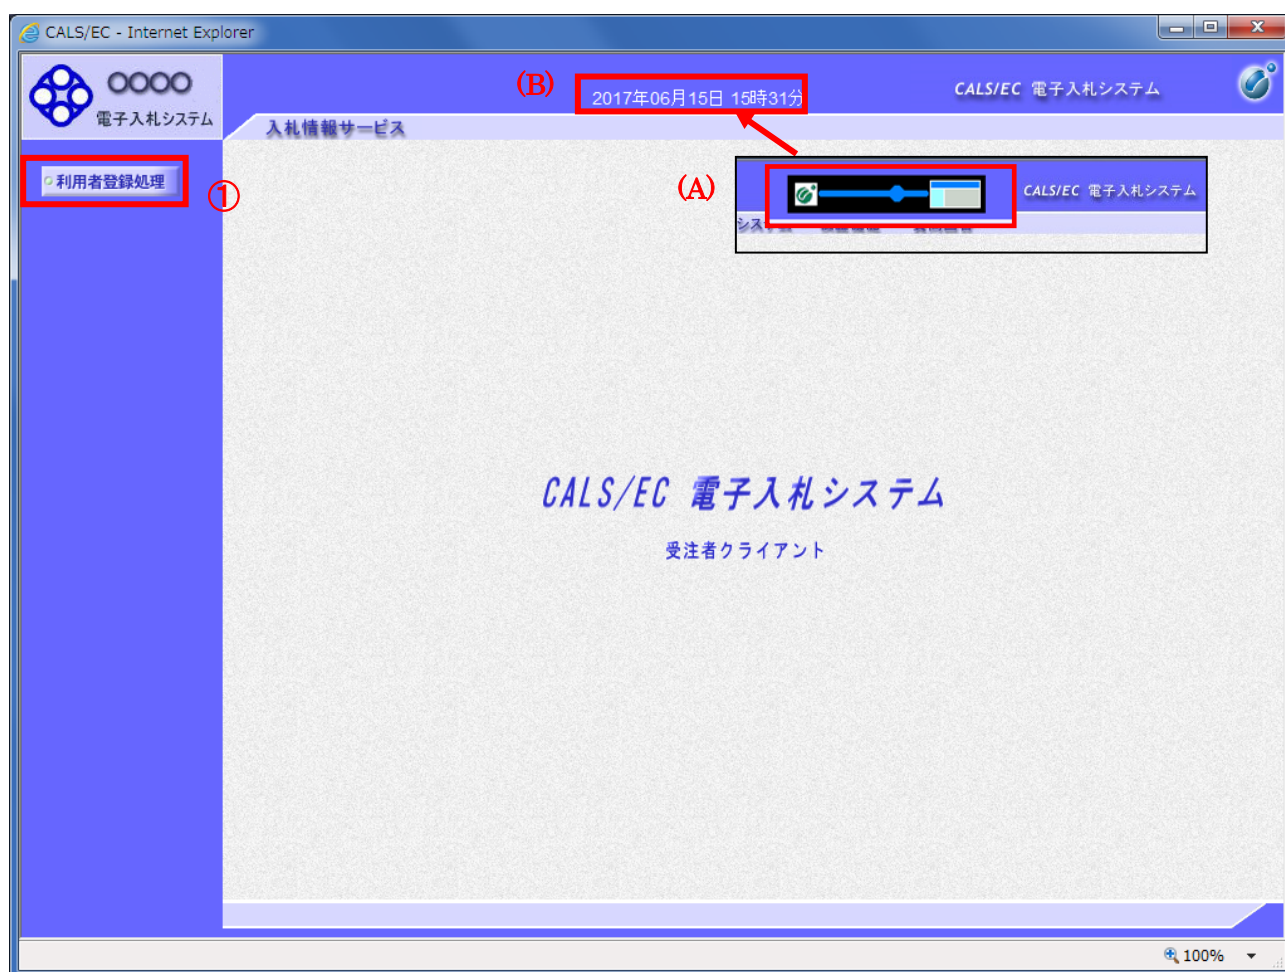 CALS/EC - Internet Explorer
〇〇〇〇
電子入札システム
(B)
2017年06月15日 15時31分
CALS/EC 電子入札システム
入札情報サービス
利用者登録処理
①
(A)
CALS/EC 電子入札システム
CALS/EC 電子入札システム
受注者クライアント
100%